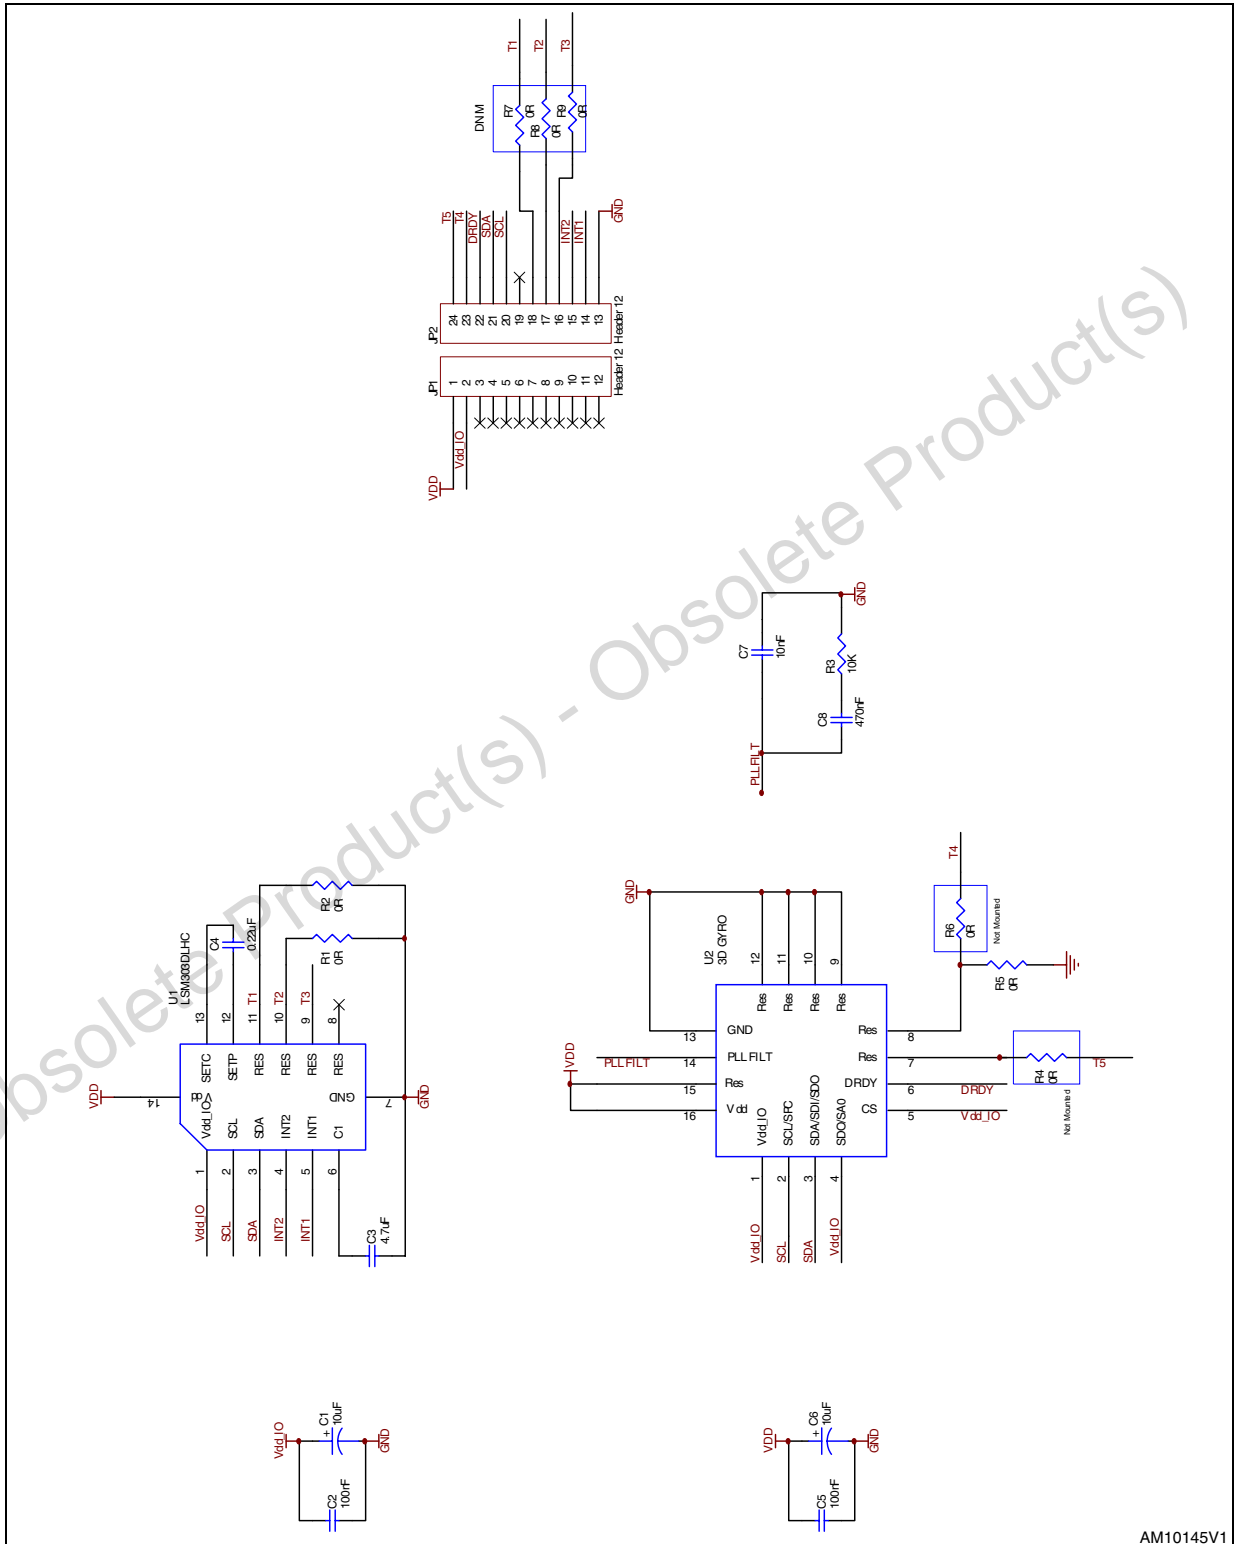 T1
T2
T3
DNM
R7
0R
R8
0R
R9
0R
T5
T4
DRDY
SDA
SCL
INT2
INT1
GND
JP2
24
23
22
21
20
19
18
17
16
15
14
13
Header 12
JP1
1
2
3
4
5
6
7
8
9
10
11
12
Header 12
VDD
Vdd_IO
C7
10nF
R3
10K
C8
470nF
GND
PLLFILT
U1
LSM303DLHC
C4
0.22uF
R2
0R
R1
0R
T1
T2
T3
13
12
11
10
9
8
SETC
SETP
RES
RES
RES
RES
VDD
14
Vdd
GND
7
GND
Vdd_IO
SCL
SDA
INT2
INT1
C1
1
2
3
4
5
6
Vdd_IO
SCL
SDA
INT2
INT1
C3
4.7uF
GND
U2
3D GYRO
12
11
10
9
Res
Res
Res
Res
13
GND
14
PLLFILT
PLLFILT
15
Res
16
Vdd
VDD
Res
8
Res
7
DRDY
6
DRDY
CS
5
Vdd_IO
Vdd_IO
SCL/SPC
SDA/SDI/SDO
SDO/SA0
1
2
3
4
Vdd_IO
SCL
SDA
Vdd_IO
T4
R6
0R
Not Mounted
R5
0R
R4
0R
T5
Not Mounted
Vdd_IO
C1
10uF
+
GND
C2
100nF
VDD
C6
10uF
+
GND
C5
100nF
Obsolete Product(s) - Obsolete Product(s)
AM10145V1